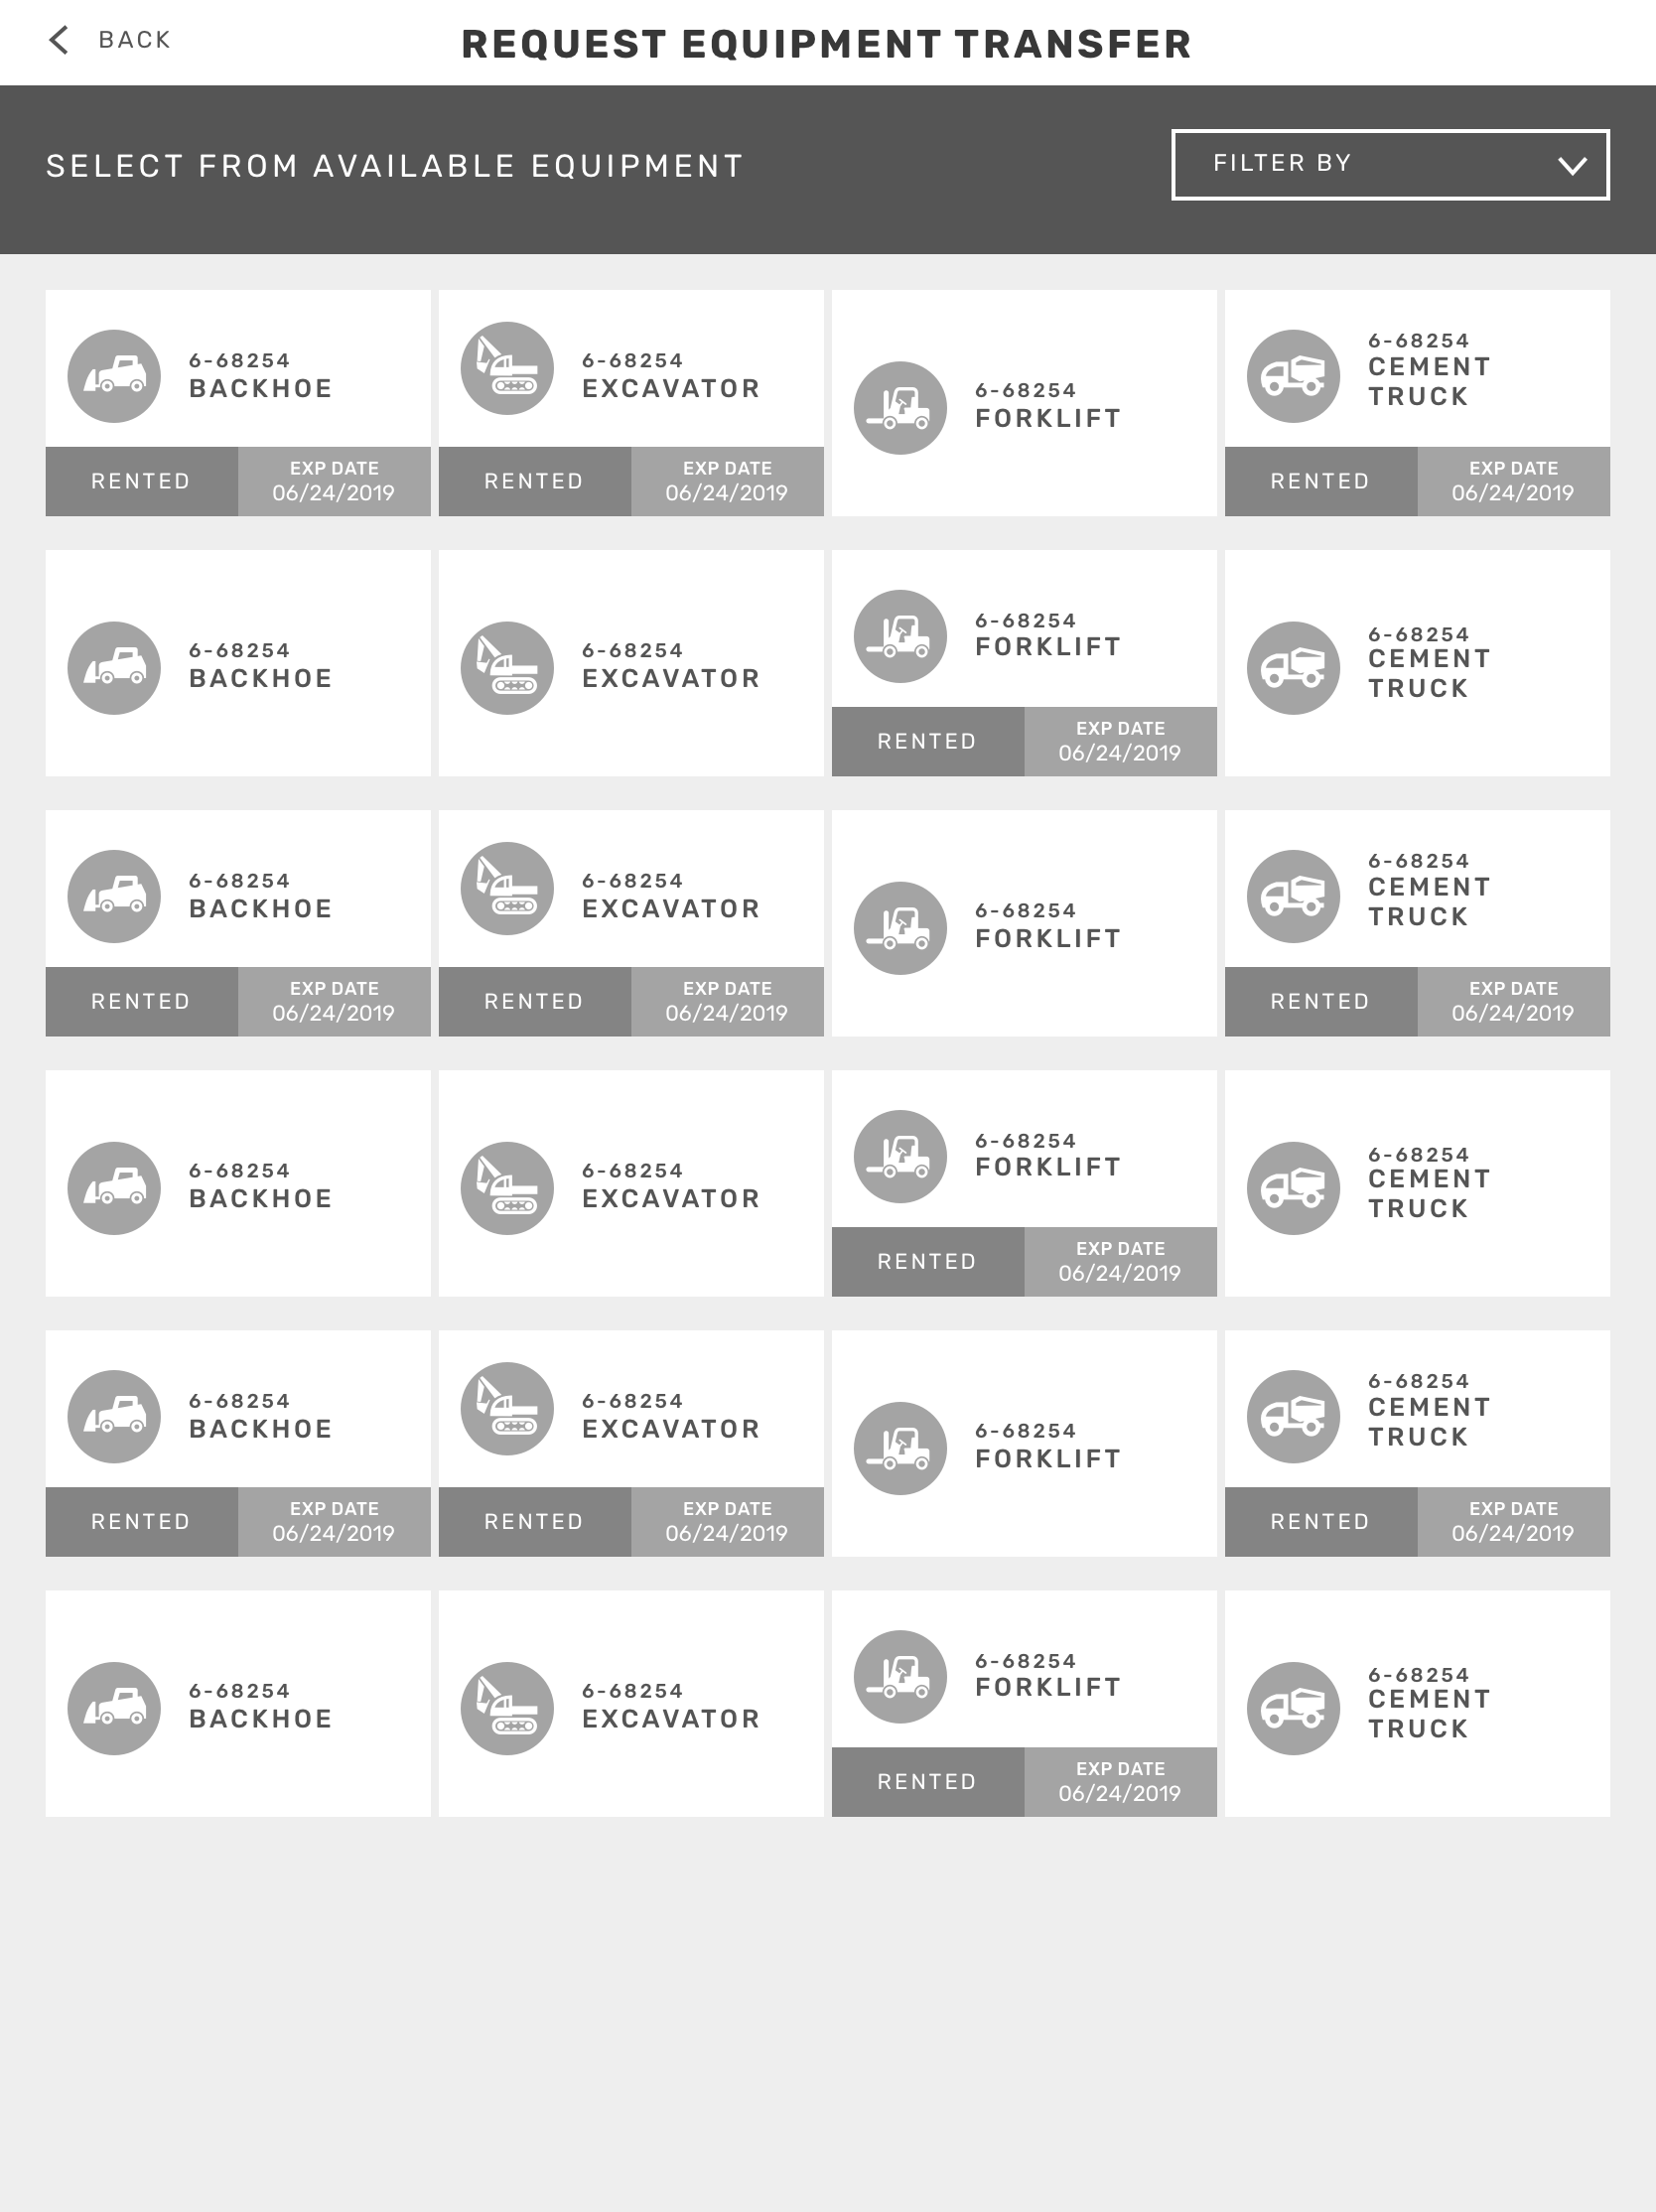 BACK
REQUEST EQUIPMENT TRANSFER
SELECT FROM AVAILABLE EQUIPMENT
FILTER BY
6-68254
BACKHOE
RENTED
EXP DATE
06/24/2019
6-68254
EXCAVATOR
RENTED
EXP DATE
06/24/2019
6-68254
FORKLIFT
6-68254
CEMENT
TRUCK
RENTED
EXP DATE
06/24/2019
6-68254
BACKHOE
6-68254
EXCAVATOR
6-68254
FORKLIFT
RENTED
EXP DATE
06/24/2019
6-68254
CEMENT
TRUCK
6-68254
BACKHOE
RENTED
EXP DATE
06/24/2019
6-68254
EXCAVATOR
RENTED
EXP DATE
06/24/2019
6-68254
FORKLIFT
6-68254
CEMENT
TRUCK
RENTED
EXP DATE
06/24/2019
6-68254
BACKHOE
6-68254
EXCAVATOR
6-68254
FORKLIFT
RENTED
EXP DATE
06/24/2019
6-68254
CEMENT
TRUCK
6-68254
BACKHOE
RENTED
EXP DATE
06/24/2019
6-68254
EXCAVATOR
RENTED
EXP DATE
06/24/2019
6-68254
FORKLIFT
6-68254
CEMENT
TRUCK
RENTED
EXP DATE
06/24/2019
6-68254
BACKHOE
6-68254
EXCAVATOR
6-68254
FORKLIFT
RENTED
EXP DATE
06/24/2019
6-68254
CEMENT
TRUCK